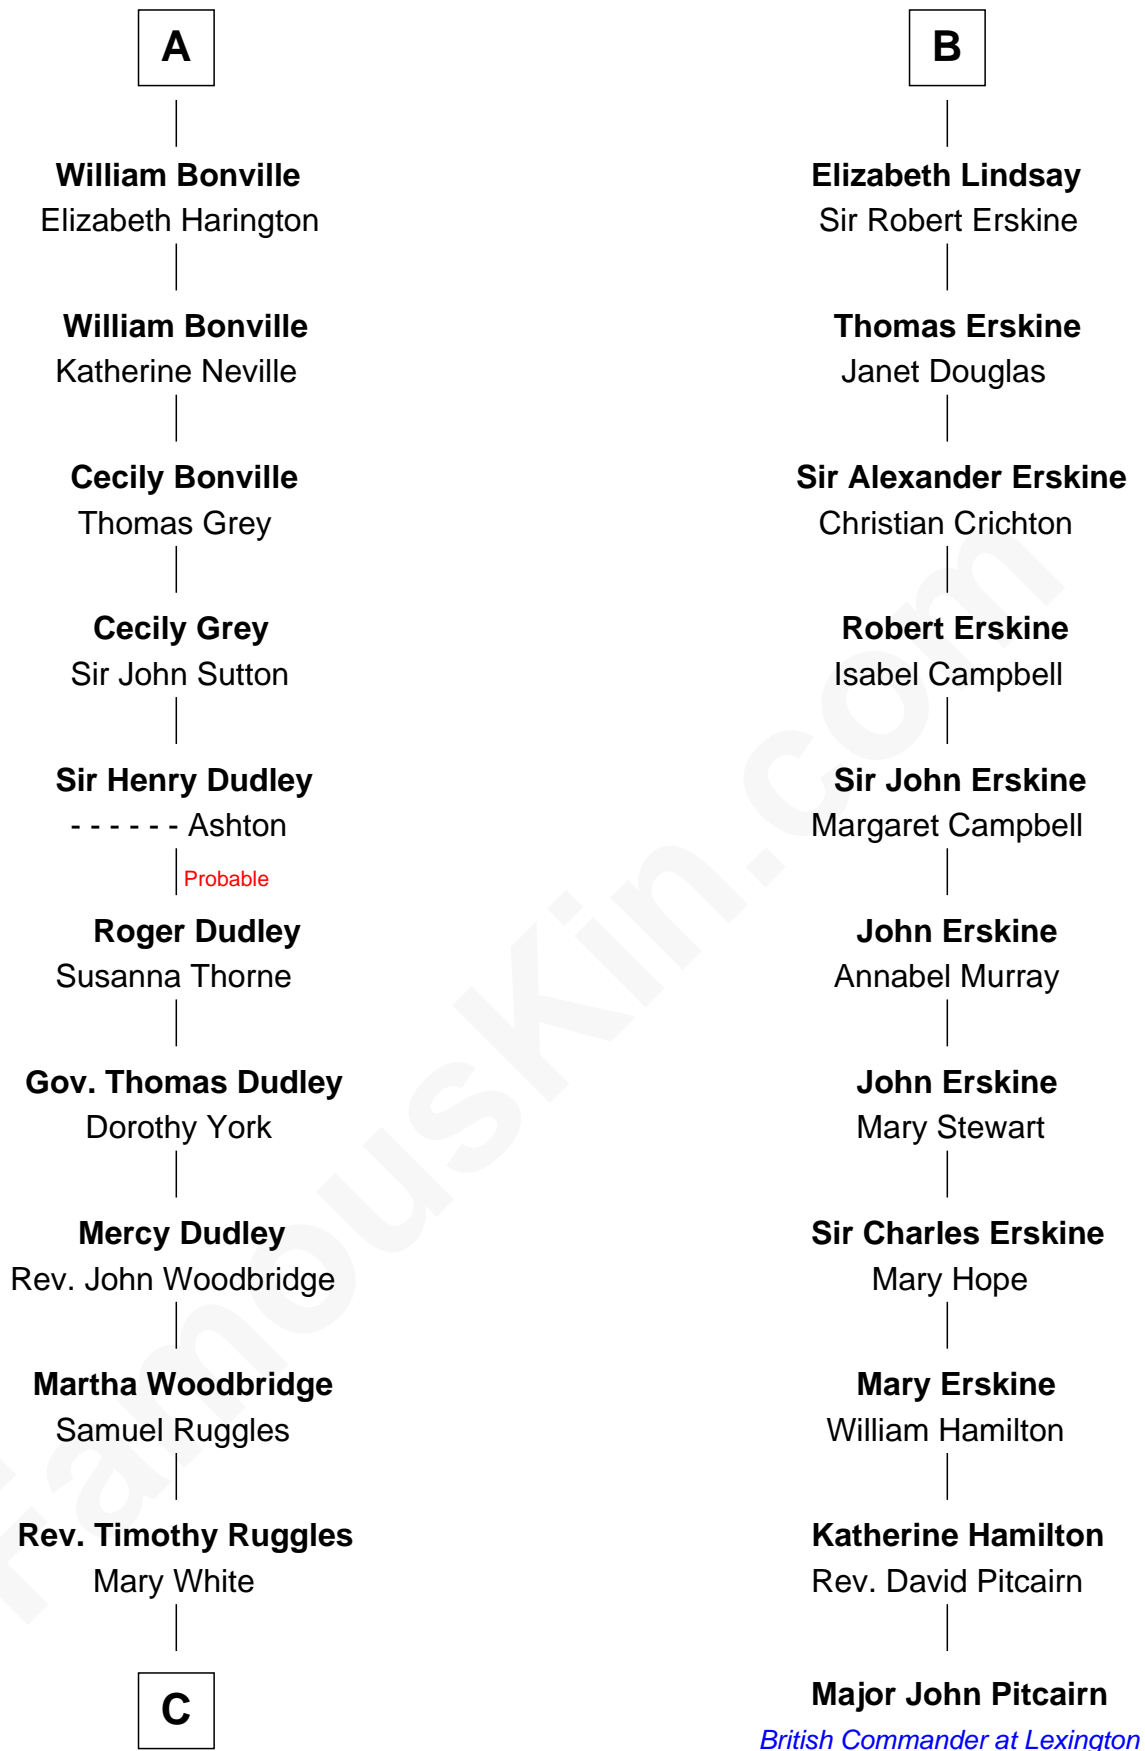 A
William Bonville
Elizabeth Harington
William Bonville
Katherine Neville
Cecily Bonville
Thomas Grey
Cecily Grey
Sir John Sutton
Sir Henry Dudley
- - - - - - Ashton
Probable
Roger Dudley
Susanna Thorne
Gov. Thomas Dudley
Dorothy York
Mercy Dudley
Rev. John Woodbridge
Martha Woodbridge
Samuel Ruggles
Rev. Timothy Ruggles
Mary White
C
B
Elizabeth Lindsay
Sir Robert Erskine
Thomas Erskine
Janet Douglas
Sir Alexander Erskine
Christian Crichton
Robert Erskine
Isabel Campbell
Sir John Erskine
Margaret Campbell
John Erskine
Annabel Murray
John Erskine
Mary Stewart
Sir Charles Erskine
Mary Hope
Mary Erskine
William Hamilton
Katherine Hamilton
Rev. David Pitcairn
Major John Pitcairn
British Commander at Lexington
FamousKin.com